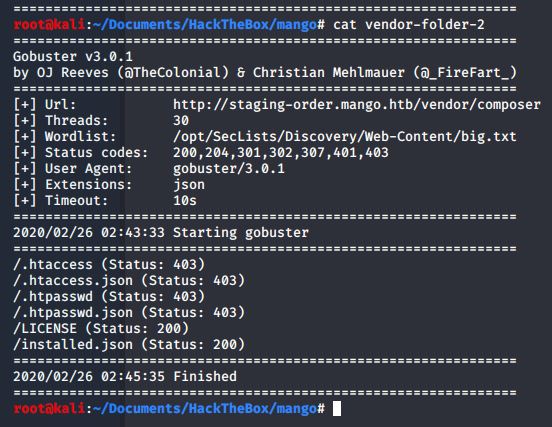 ===============================================================
root@kali:~/Documents/HackTheBox/mango# cat vendor-folder-2
===============================================================
Gobuster v3.0.1
by OJ Reeves (@TheColonial) & Christian Mehlmauer (@_FireFart_)
===============================================================
[+] Url:            http://staging-order.mango.htb/vendor/composer
[+] Threads:        30
[+] Wordlist:       /opt/SecLists/Discovery/Web-Content/big.txt
[+] Status codes:   200,204,301,302,307,401,403
[+] User Agent:     gobuster/3.0.1
[+] Extensions:     json
[+] Timeout:        10s
===============================================================
2020/02/26 02:43:33 Starting gobuster
===============================================================
/.htaccess (Status: 403)
/.htaccess.json (Status: 403)
/.htpasswd (Status: 403)
/.htpasswd.json (Status: 403)
/LICENSE (Status: 200)
/installed.json (Status: 200)
===============================================================
2020/02/26 02:45:35 Finished
===============================================================
root@kali:~/Documents/HackTheBox/mango#